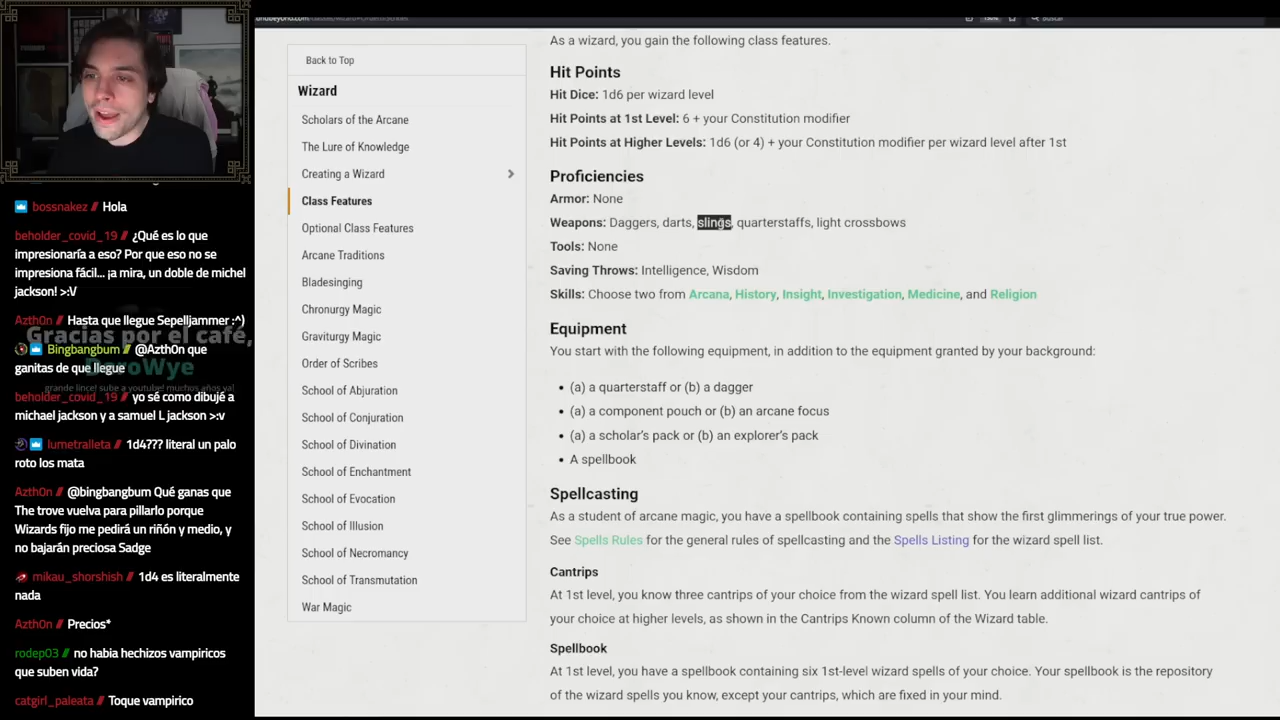 bossnakez // Hola
beholder_covid_19 // ¿Qué es lo que
impresionaría a eso? Por que eso no se
impresiona fácil... ¡a mira, un doble de michel
jackson! >:V
Azth0n // Hasta que llegue Sepelljammer :^)
Gracias por el café,
Bingbangbum // @Azth0n que
ganitas de que llegue
DaroWye
grande lince! sube a youtube! muchos años ya!
beholder_covid_19 // yo sé como dibujé a
michael jackson y a samuel L jackson >:v
lumetralleta // 1d4??? literal un palo
roto los mata
Azth0n // @bingbangbum Qué ganas que
The trove vuelva para pillarlo porque
Wizards fijo me pedirá un riñón y medio, y
no bajarán preciosa Sadge
mikau_shorshish // 1d4 es literalmente
nada
Azth0n // Precios*
rodep03 // no habia hechizos vampiricos
que suben vida?
catgirl_paleata // Toque vampirico
Back to Top
Wizard
Scholars of the Arcane
The Lure of Knowledge
Creating a Wizard
Class Features
Optional Class Features
Arcane Traditions
Bladesinging
Chronurgy Magic
Graviturgy Magic
Order of Scribes
School of Abjuration
School of Conjuration
School of Divination
School of Enchantment
School of Evocation
School of Illusion
School of Necromancy
School of Transmutation
War Magic
Buscar
As a wizard, you gain the following class features.
Hit Points
Hit Dice: 1d6 per wizard level
Hit Points at 1st Level: 6 + your Constitution modifier
Hit Points at Higher Levels: 1d6 (or 4) + your Constitution modifier per wizard level after 1st
Proficiencies
Armor: None
Weapons: Daggers, darts, slings, quarterstaffs, light crossbows
Tools: None
Saving Throws: Intelligence, Wisdom
Skills: Choose two from Arcana, History, Insight, Investigation, Medicine, and Religion
Equipment
You start with the following equipment, in addition to the equipment granted by your background:
• (a) a quarterstaff or (b) a dagger
• (a) a component pouch or (b) an arcane focus
• (a) a scholar's pack or (b) an explorer's pack
• A spellbook
Spellcasting
As a student of arcane magic, you have a spellbook containing spells that show the first glimmerings of your true power.
See Spells Rules for the general rules of spellcasting and the Spells Listing for the wizard spell list.
Cantrips
At 1st level, you know three cantrips of your choice from the wizard spell list. You learn additional wizard cantrips of
your choice at higher levels, as shown in the Cantrips Known column of the Wizard table.
Spellbook
At 1st level, you have a spellbook containing six 1st-level wizard spells of your choice. Your spellbook is the repository
of the wizard spells you know, except your cantrips, which are fixed in your mind.